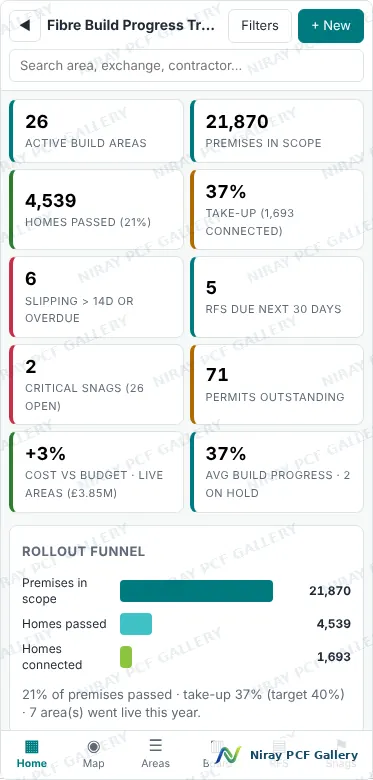 Fibre Build Progress Tr...
Filters
+ New
Search area, exchange, contractor...
26
ACTIVE BUILD AREAS
21,870
PREMISES IN SCOPE
4,539
HOMES PASSED (21%)
37%
TAKE-UP (1,693
CONNECTED)
6
SLIPPING > 14D OR
OVERDUE
5
RFS DUE NEXT 30 DAYS
2
CRITICAL SNAGS (26
OPEN)
71
PERMITS OUTSTANDING
+3%
COST VS BUDGET · LIVE
AREAS (£3.85M)
37%
AVG BUILD PROGRESS · 2
ON HOLD
ROLLOUT FUNNEL
Premises in
scope
21,870
Homes passed
4,539
Homes
connected
1,693
21% of premises passed · take-up 37% (target 40%)
· 7 area(s) went live this year.
Home
Map
Areas
RFS
Snags
Niray PCF Gallery
NIRAY PCF GALLERY